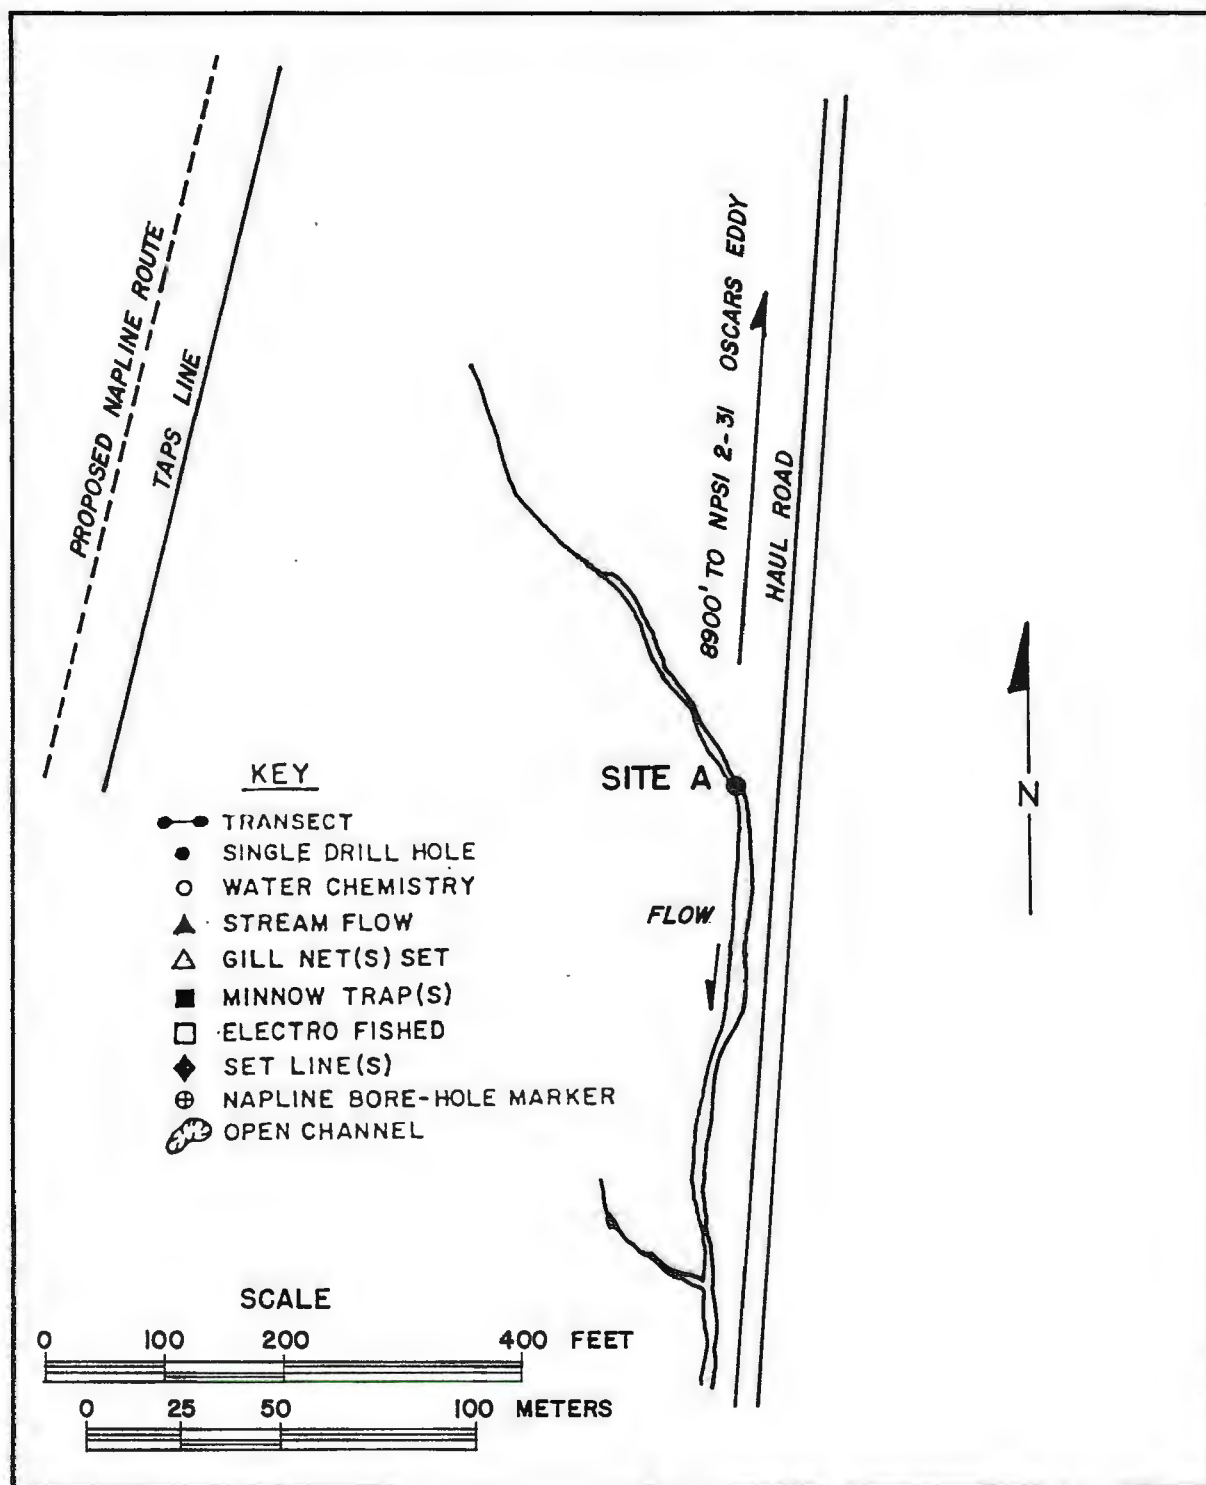 PROPOSED NAPLINE ROUTE
TAPS LINE
8900' TO NPSI 2-31 OSCARS EDDY
HAUL ROAD
SITE A
N
FLOW
KEY
TRANSECT
SINGLE DRILL HOLE
WATER CHEMISTRY
STREAM FLOW
GILL NET(S) SET
MINNOW TRAP(S)
ELECTRO FISHED
SET LINE(S)
NAPLINE BORE-HOLE MARKER
OPEN CHANNEL
SCALE
0 100 200 400 FEET
0 25 50 100 METERS